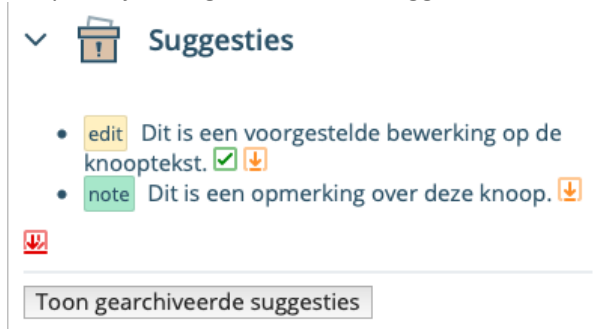 Suggesties
edit Dit is een voorgestelde bewerking op de
knooptekst.
note Dit is een opmerking over deze knoop.
Toon gearchiveerde suggesties